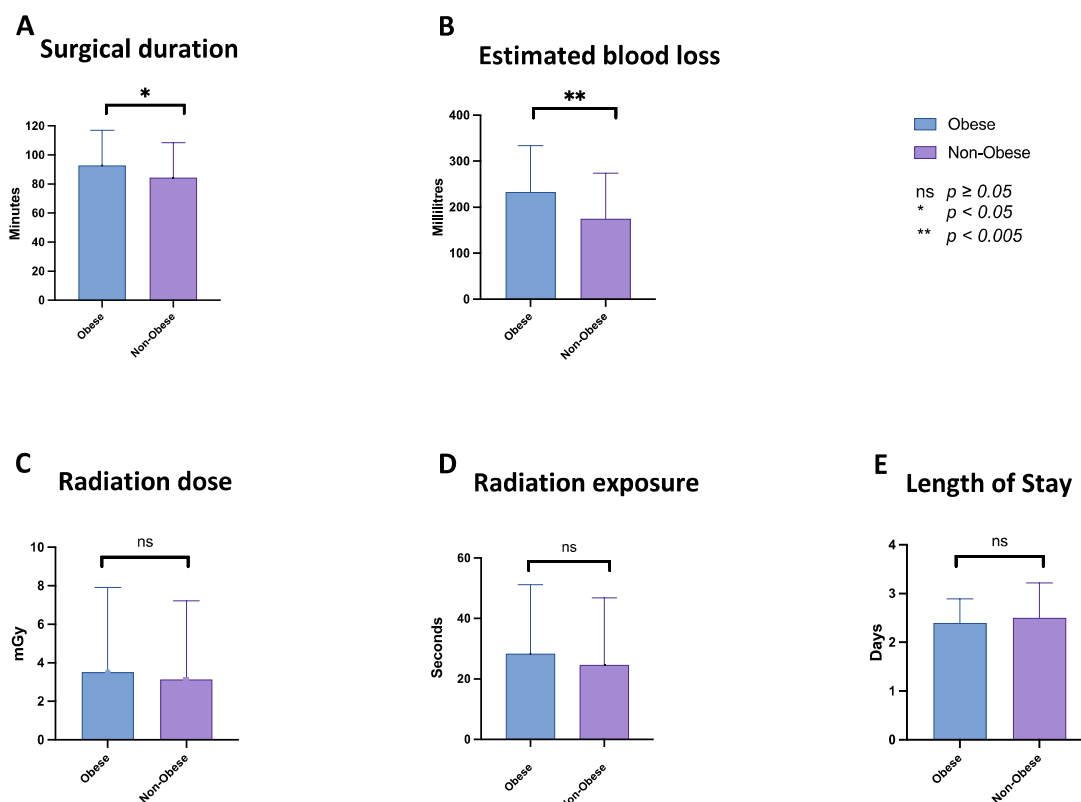 A
Surgical duration
*
Minutes
120
100
80
60
40
20
0
Obese
Non-Obese
B
Estimated blood loss
**
Millilitres
400
300
200
100
0
Obese
Non-Obese
Obese
Non-Obese
ns p ≥ 0.05
* p < 0.05
** p < 0.005
C
Radiation dose
ns
mGy
10
8
6
4
2
0
Obese
Non-Obese
D
Radiation exposure
ns
Seconds
60
40
20
0
Obese
Non-Obese
E
Length of Stay
ns
Days
4
3
2
1
0
Obese
Non-Obese